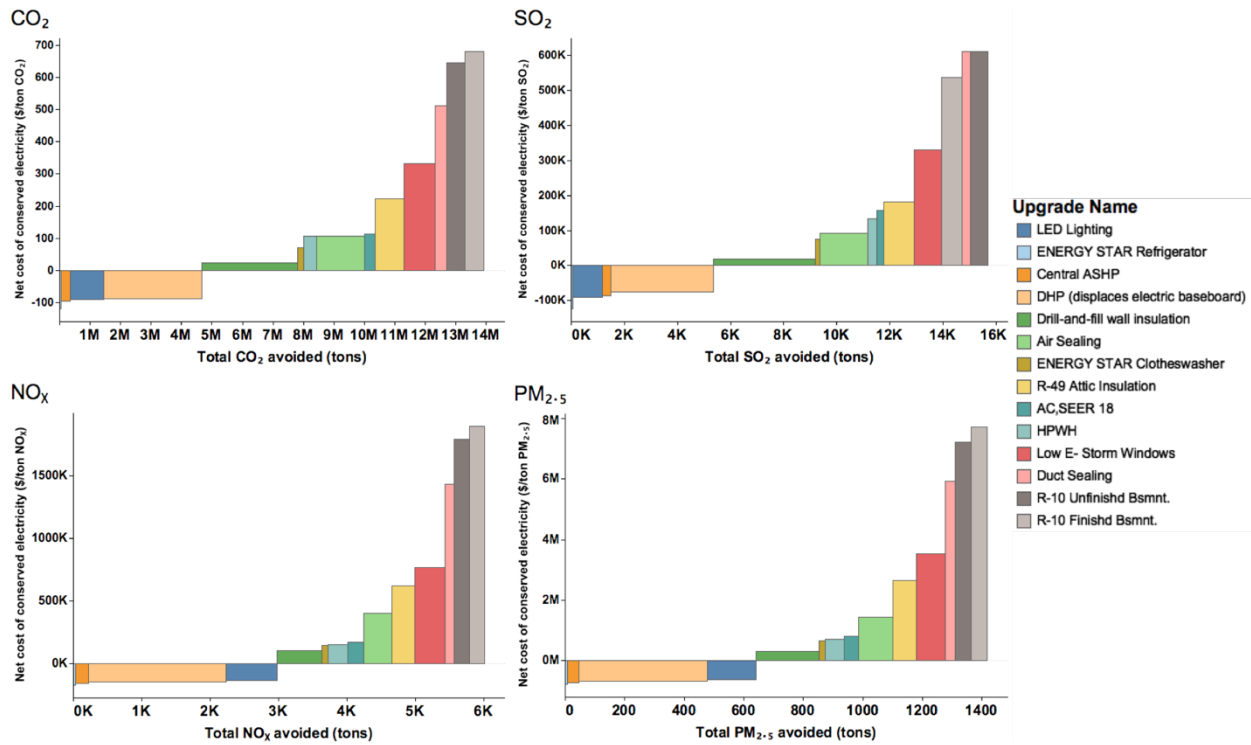 CO2
Net cost of conserved electricity ($/ton CO2)
700
600
500
400
300
200
100
0
-100
1M 2M 3M 4M 5M 6M 7M 8M 9M 10M 11M 12M 13M 14M
Total CO2 avoided (tons)
SO2
Net cost of conserved electricity ($/ton SO2)
600K
500K
400K
300K
200K
100K
0K
-100K
0K 2K 4K 6K 8K 10K 12K 14K 16K
Total SO2 avoided (tons)
NOX
Net cost of conserved electricity ($/ton NOX)
1500K
1000K
500K
0K
0K 1K 2K 3K 4K 5K 6K
Total NOX avoided (tons)
PM2.5
Net cost of conserved electricity ($/ton PM2.5)
8M
6M
4M
2M
0M
0 200 400 600 800 1000 1200 1400
Total PM2.5 avoided (tons)
Upgrade Name
LED Lighting
ENERGY STAR Refrigerator
Central ASHP
DHP (displaces electric baseboard)
Drill-and-fill wall insulation
Air Sealing
ENERGY STAR Clotheswasher
R-49 Attic Insulation
AC,SEER 18
HPWH
Low E- Storm Windows
Duct Sealing
R-10 Unfinishd Bsmnt.
R-10 Finishd Bsmnt.